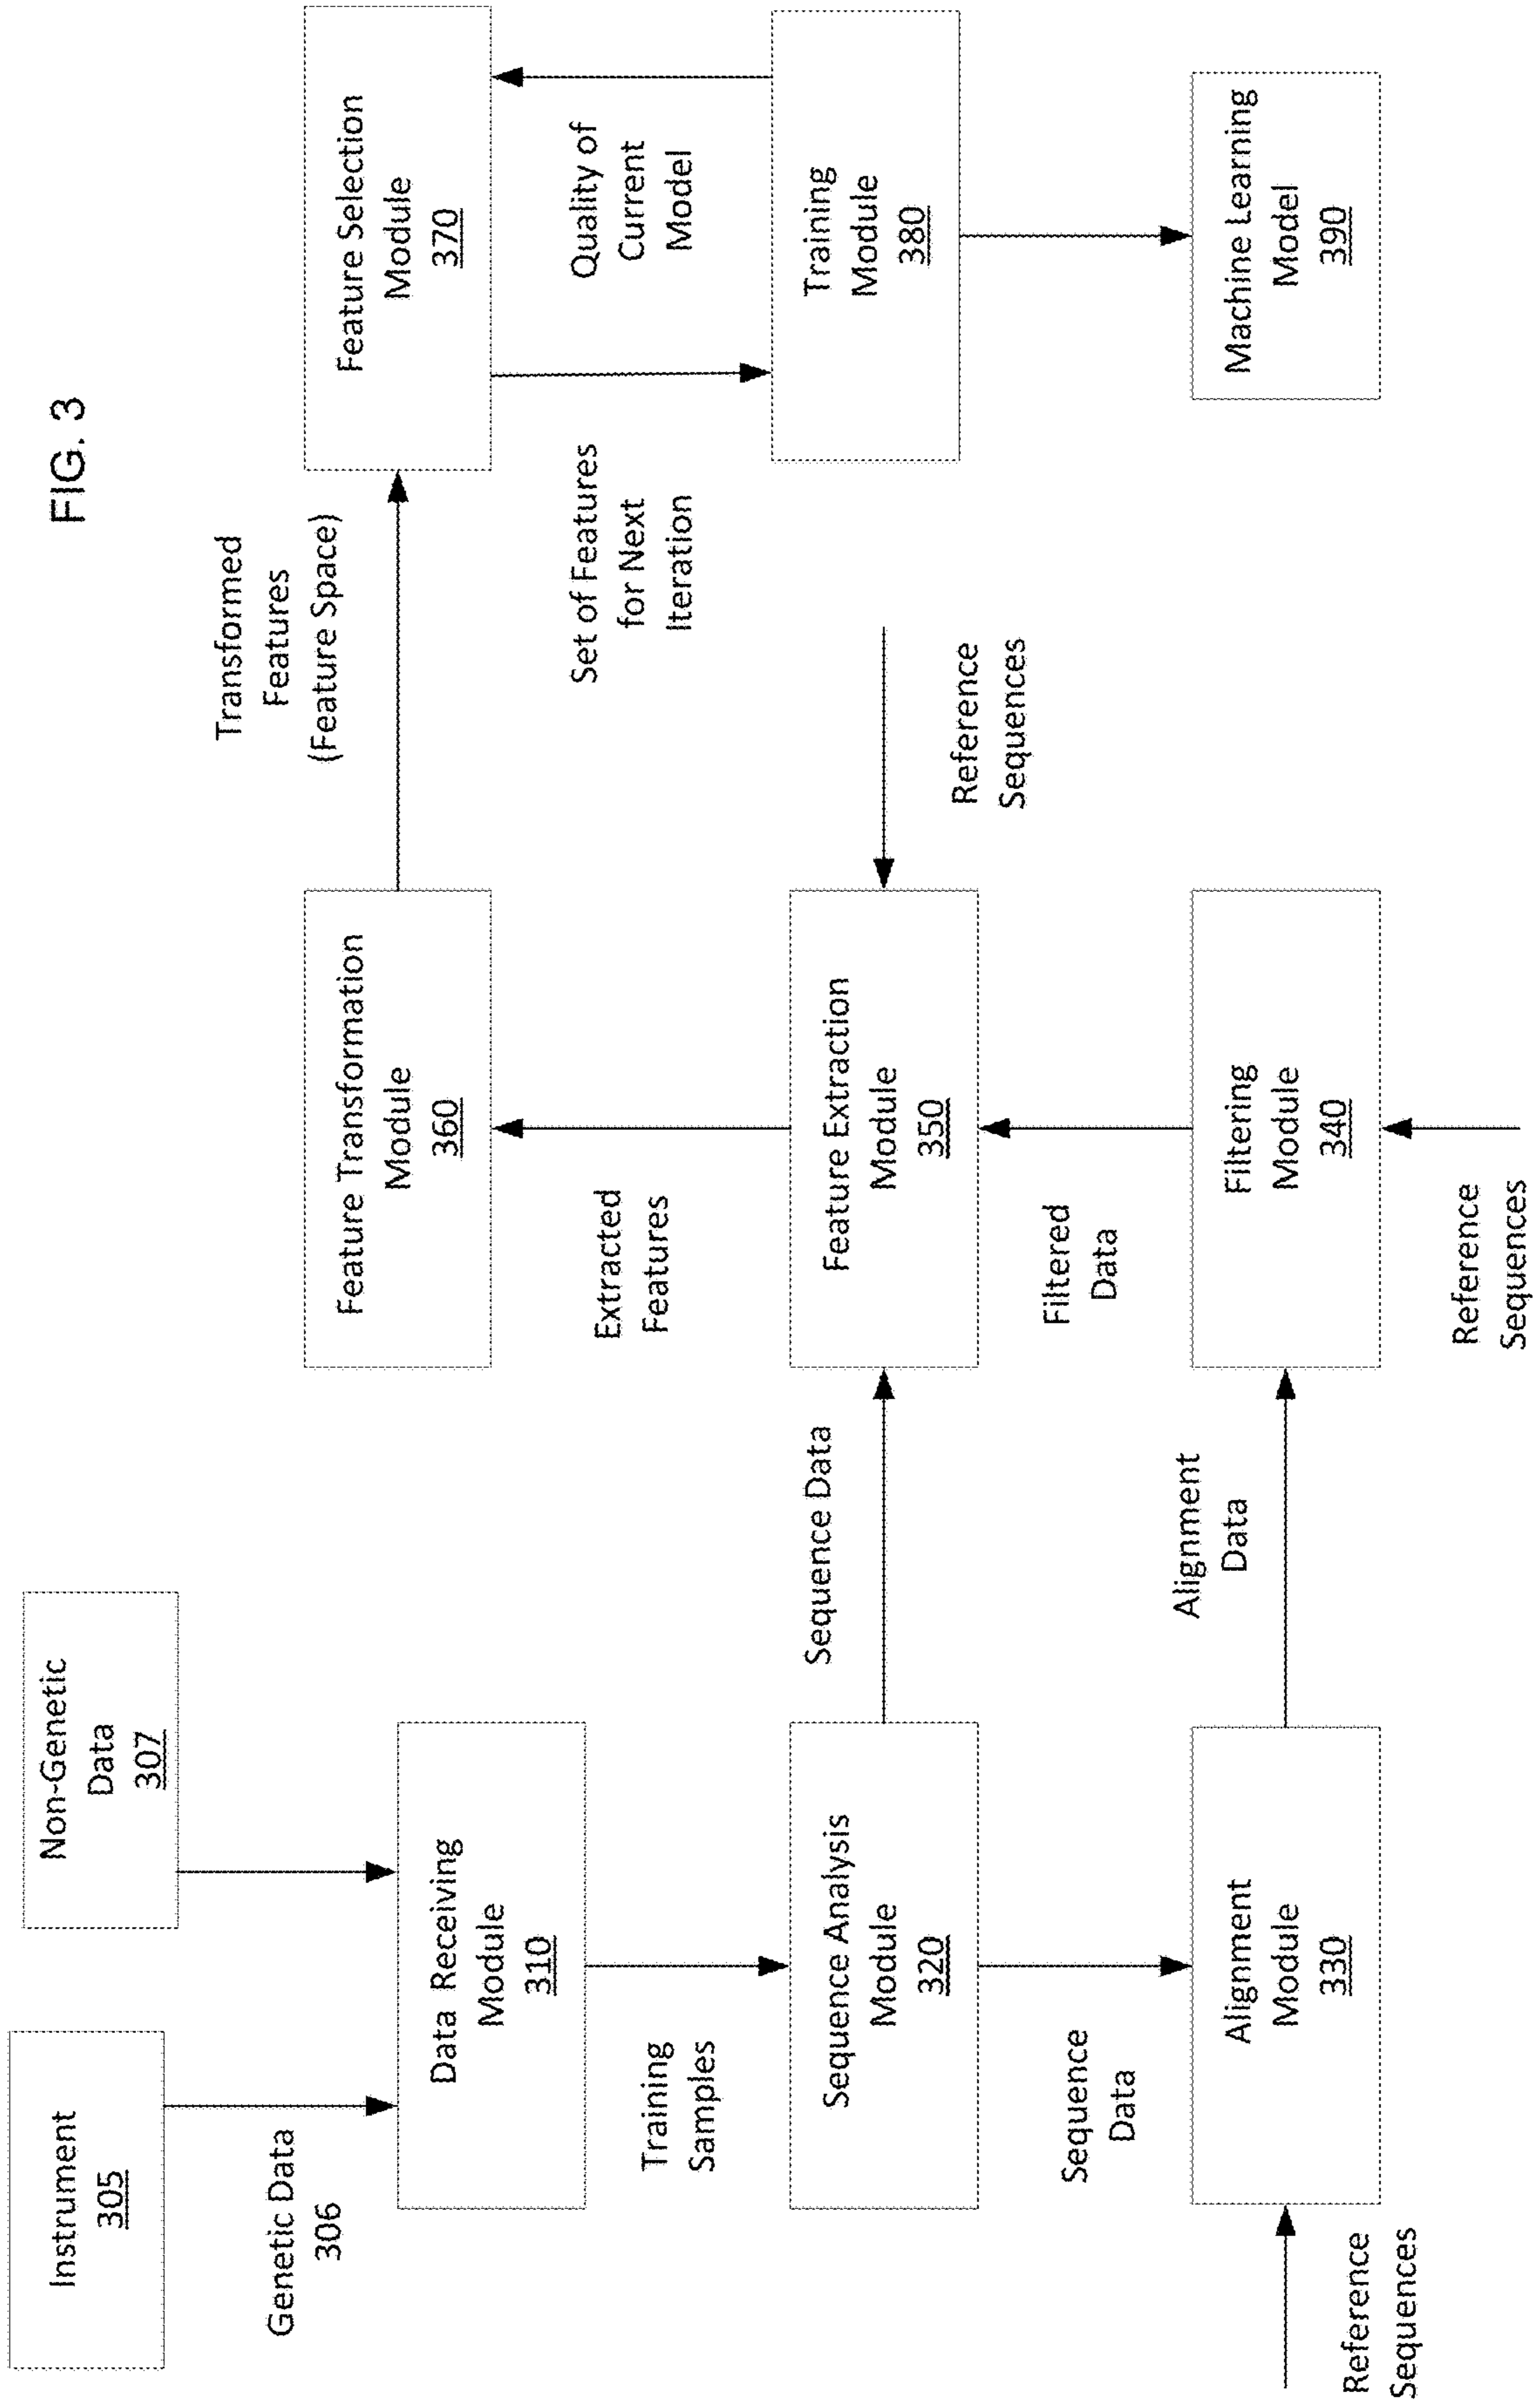 FIG. 3
Instrument
305
Non-Genetic
Data
307
Genetic Data
306
Data Receiving
Module
310
Training
Samples
Sequence Analysis
Module
320
Sequence Data
Sequence
Data
Alignment
Module
330
Reference
Sequences
Alignment
Data
Filtering
Module
340
Reference
Sequences
Filtered
Data
Feature Extraction
Module
350
Reference
Sequences
Extracted
Features
Feature Transformation
Module
360
Transformed
Features
(Feature Space)
Feature Selection
Module
370
Set of Features
for Next
Iteration
Quality of
Current
Model
Training
Module
380
Machine Learning
Model
390